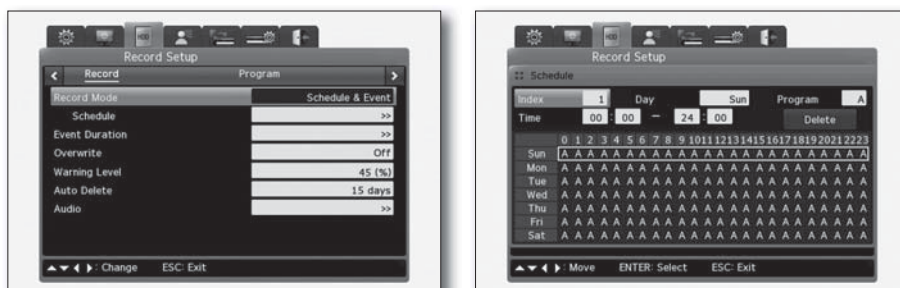 HDD
Record Setup
Record Program
Record Mode Schedule & Event
Schedule >>
Event Duration >>
Overwrite Off
Warning Level 45 (%)
Auto Delete 15 days
Audio >>
: Change ESC: Exit
HDD
Record Setup
Schedule
Index 1 Day Sun Program A
Time 00 : 00 – 24 : 00 Delete
0 1 2 3 4 5 6 7 8 9 10 11 12 13 14 15 16 17 18 19 20 21 22 23
Sun A A A A A A A A A A A A A A A A A A A A A A A A
Mon A A A A A A A A A A A A A A A A A A A A A A A A
Tue A A A A A A A A A A A A A A A A A A A A A A A A
Wed A A A A A A A A A A A A A A A A A A A A A A A A
Thu A A A A A A A A A A A A A A A A A A A A A A A A
Fri A A A A A A A A A A A A A A A A A A A A A A A A
Sat A A A A A A A A A A A A A A A A A A A A A A A A
: Move ENTER: Select ESC: Exit